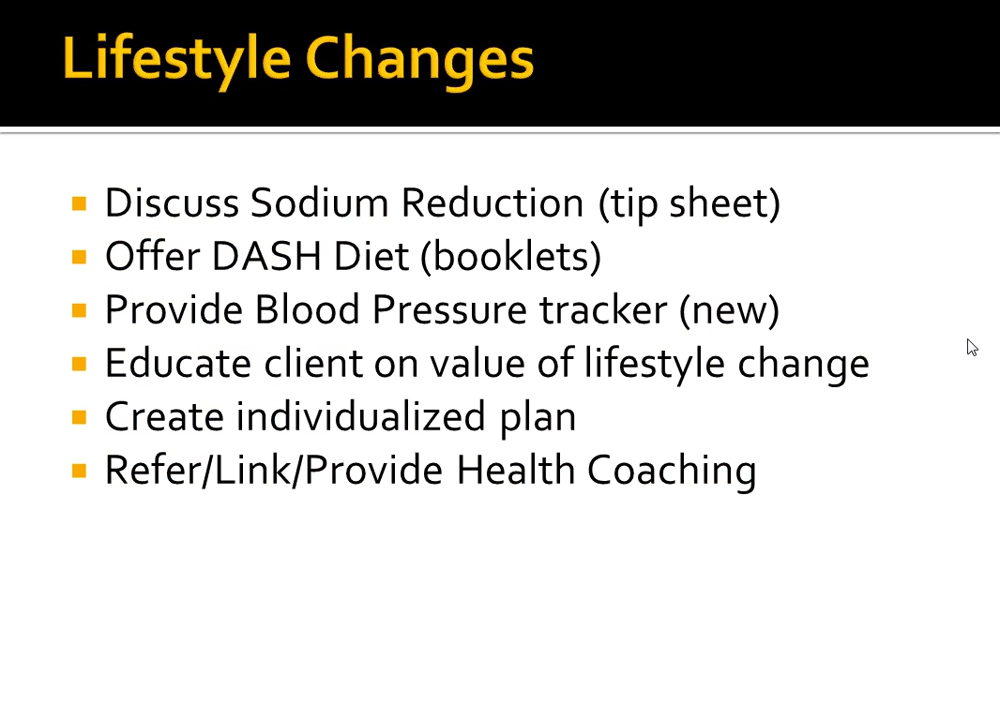 Lifestyle Changes
Discuss Sodium Reduction (tip sheet)
Offer DASH Diet (booklets)
Provide Blood Pressure tracker (new)
Educate client on value of lifestyle change
Create individualized plan
Refer/Link/Provide Health Coaching